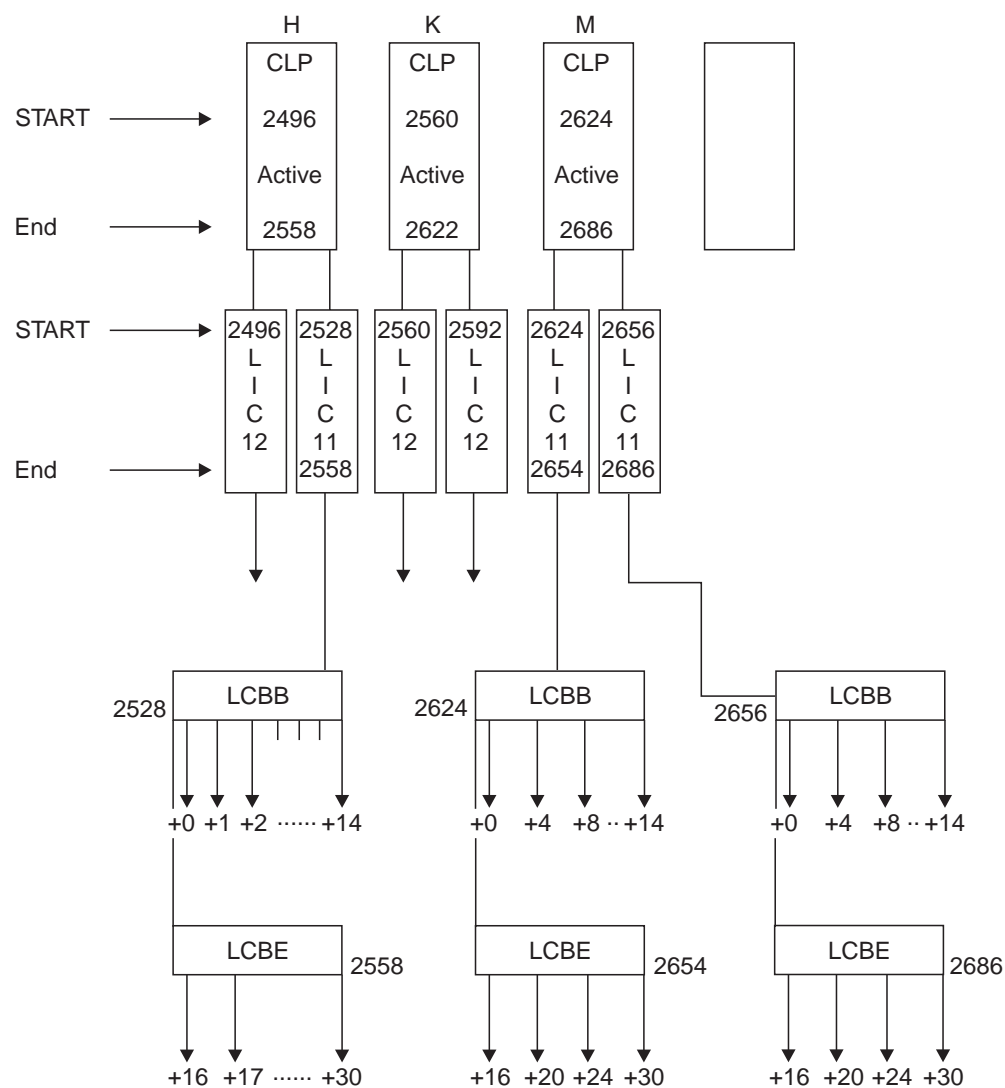 H K M
CLP CLP CLP
START 2496 2560 2624
Active Active Active
End 2558 2622 2686
START 2496 2528 2560 2592 2624 2656
L L L L L L
I I I I I I
C C C C C C
12 11 12 12 11 11
End 2558 2654 2686
LCBB LCBB LCBB
2528 2624 2656
+0 +1 +2 ······ +14 +0 +4 +8 ·· +14 +0 +4 +8 ·· +14
LCBE LCBE LCBE
2558 2654 2686
+16 +17 ······ +30 +16 +20 +24 +30 +16 +20 +24 +30